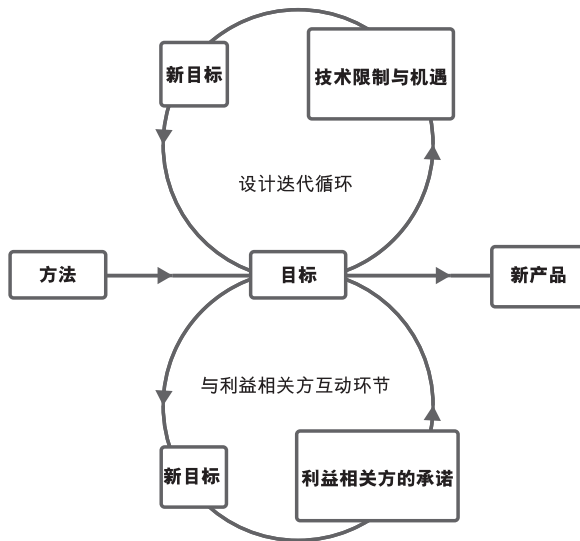 新目标
技术限制与机遇
设计迭代循环
方法
目标
新产品
与利益相关方互动环节
新目标
利益相关方的承诺